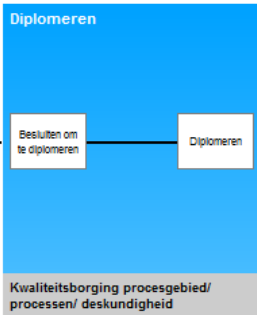 Diplomeren
Besluiten om
te diplomeren
Diplomeren
Kwaliteitsborging procesgebied/
processen/ deskundigheid